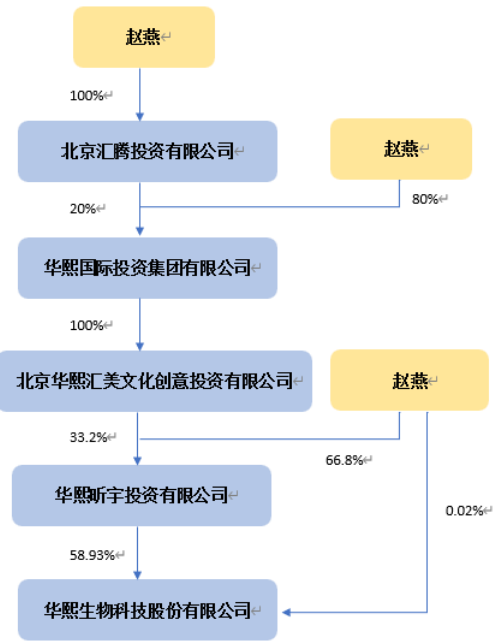 赵燕
100%
北京汇腾投资有限公司
赵燕
20%
80%
华熙国际投资集团有限公司
100%
北京华熙汇美文化创意投资有限公司
赵燕
33.2%
66.8%
华熙昕宇投资有限公司
0.02%
58.93%
华熙生物科技股份有限公司